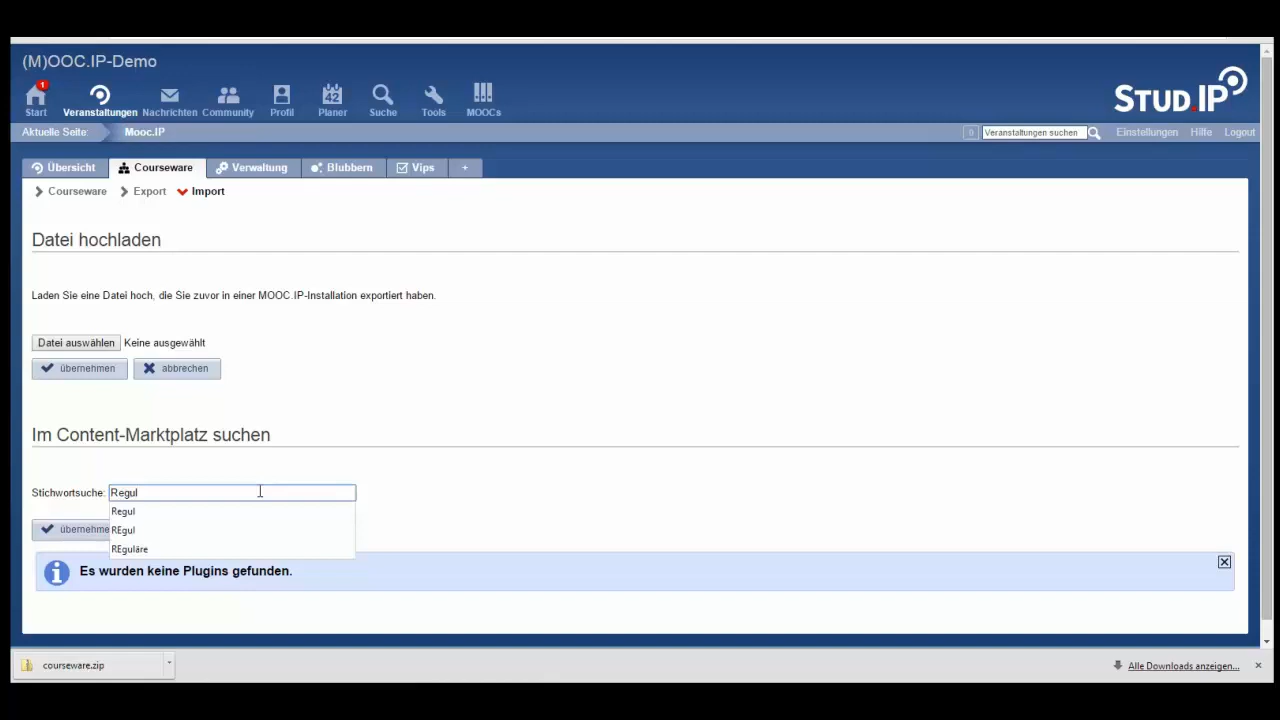 (M)OOC.IP-Demo
1
42
Start Veranstaltungen Nachrichten Community Profil Planer Suche Tools MOOCs
STUD.IP
Aktuelle Seite: Mooc.IP 0 Veranstaltungen suchen Einstellungen Hilfe Logout
Übersicht Courseware Verwaltung Blubbern Vips +
Courseware Export Import
Datei hochladen
Laden Sie eine Datei hoch, die Sie zuvor in einer MOOC.IP-Installation exportiert haben.
Datei auswählen Keine ausgewählt
übernehmen abbrechen
Im Content-Marktplatz suchen
Stichwortsuche: Regul
Regul
übernehme REgul
REguläre
Es wurden keine Plugins gefunden.
courseware.zip Alle Downloads anzeigen...